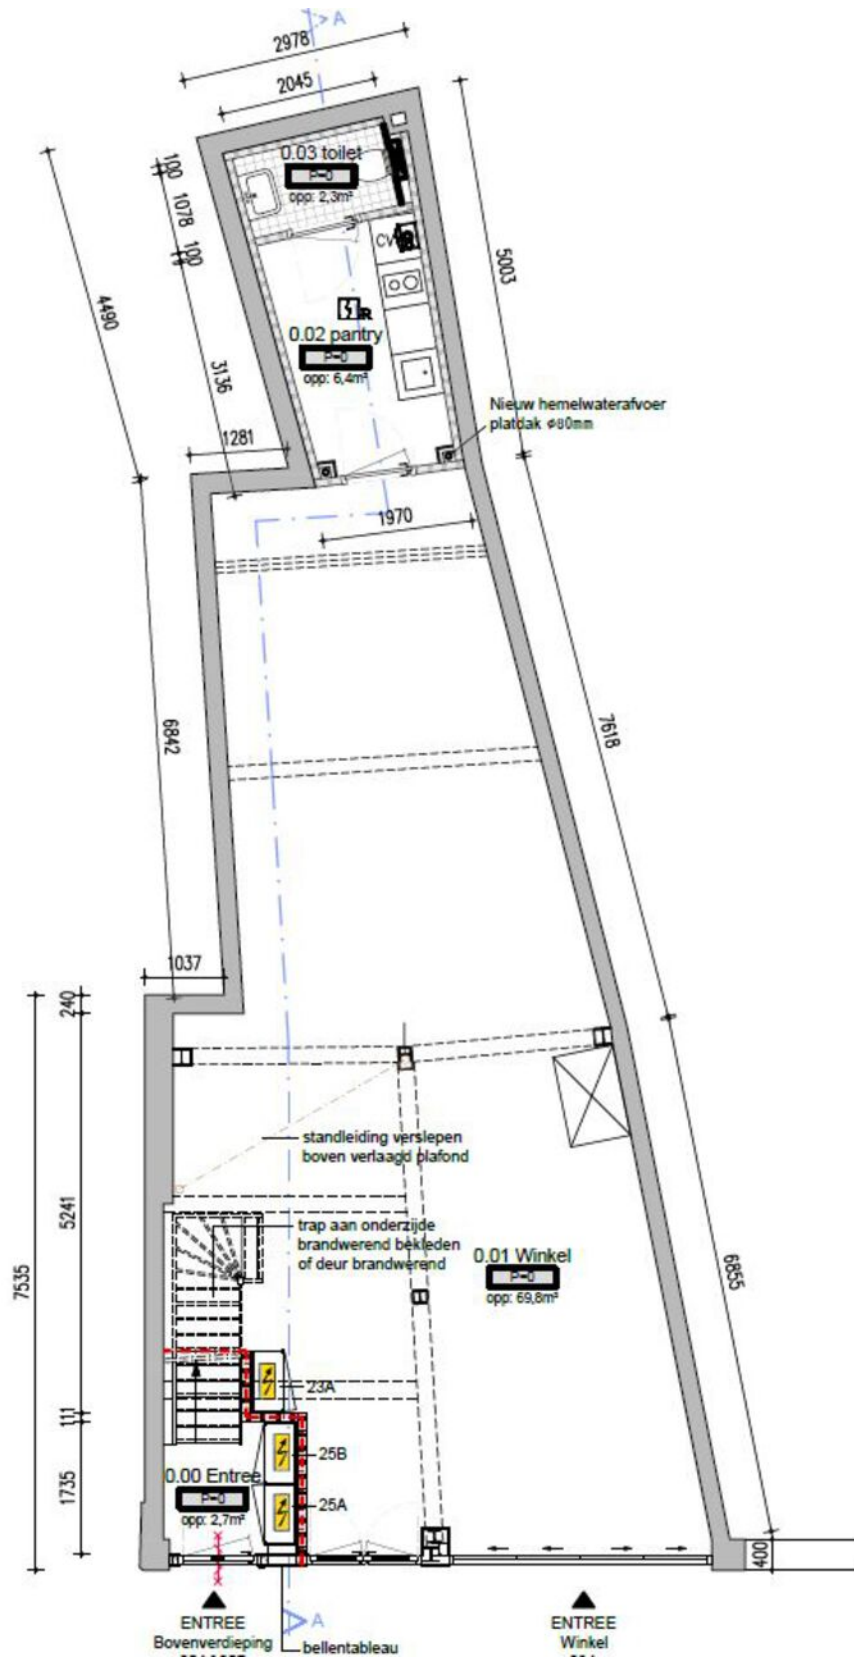 A
2978
2045
0.03 toilet
P=0
opp: 2,3m²
100
1078
100
4490
3136
5003
CV
R
0.02 pantry
P=0
opp: 6,4m²
Nieuw hemelwaterafvoer
platdak ø80mm
1281
1970
6842
7618
1037
240
standleiding verslepen
boven verlaagd plafond
5241
trap aan onderzijde
brandwerend bekleden
of deur brandwerend
0.01 Winkel
P=0
opp: 69,8m²
7535
6855
23A
111
25B
1735
0.00 Entree
P=0
opp: 2,7m²
25A
400
ENTREE
Bovenverdieping
A
bellentableau
ENTREE
Winkel